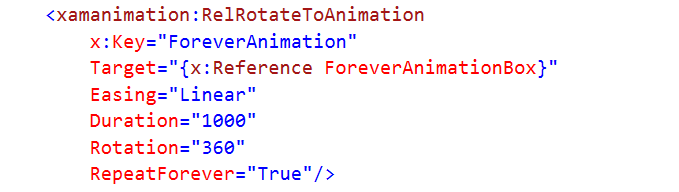 <xamanimation:RelRotateToAnimation
x:Key="ForeverAnimation"
Target="{x:Reference ForeverAnimationBox}"
Easing="Linear"
Duration="1000"
Rotation="360"
RepeatForever="True"/>